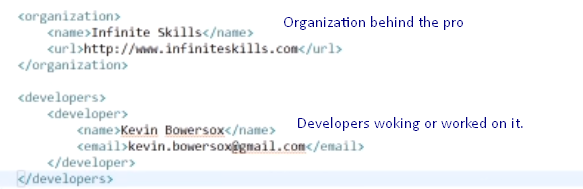 <organization>
Organization behind the pro
<name>Infinite Skills</name>
<url>http://www.infiniteskills.com</url>
</organization>
<developers>
<developer>
<name>Kevin Bowersox</name>
Developers woking or worked on it.
<email>kevin.bowersox@gmail.com</email>
</developer>
</developers>